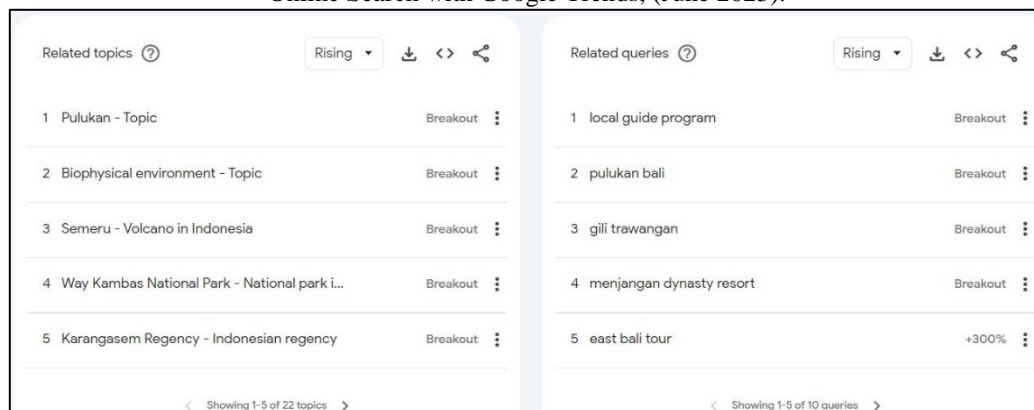 Online Search with Google Trends, (June 2023).
Related topics ?
Rising
1 Pulukan - Topic Breakout
2 Biophysical environment - Topic Breakout
3 Semeru - Volcano in Indonesia Breakout
4 Way Kambas National Park - National park i... Breakout
5 Karangasem Regency - Indonesian regency Breakout
< Showing 1-5 of 22 topics >
Related queries ?
Rising
1 local guide program Breakout
2 pulukan bali Breakout
3 gili trawangan Breakout
4 menjangan dynasty resort Breakout
5 east bali tour +300%
< Showing 1-5 of 10 queries >